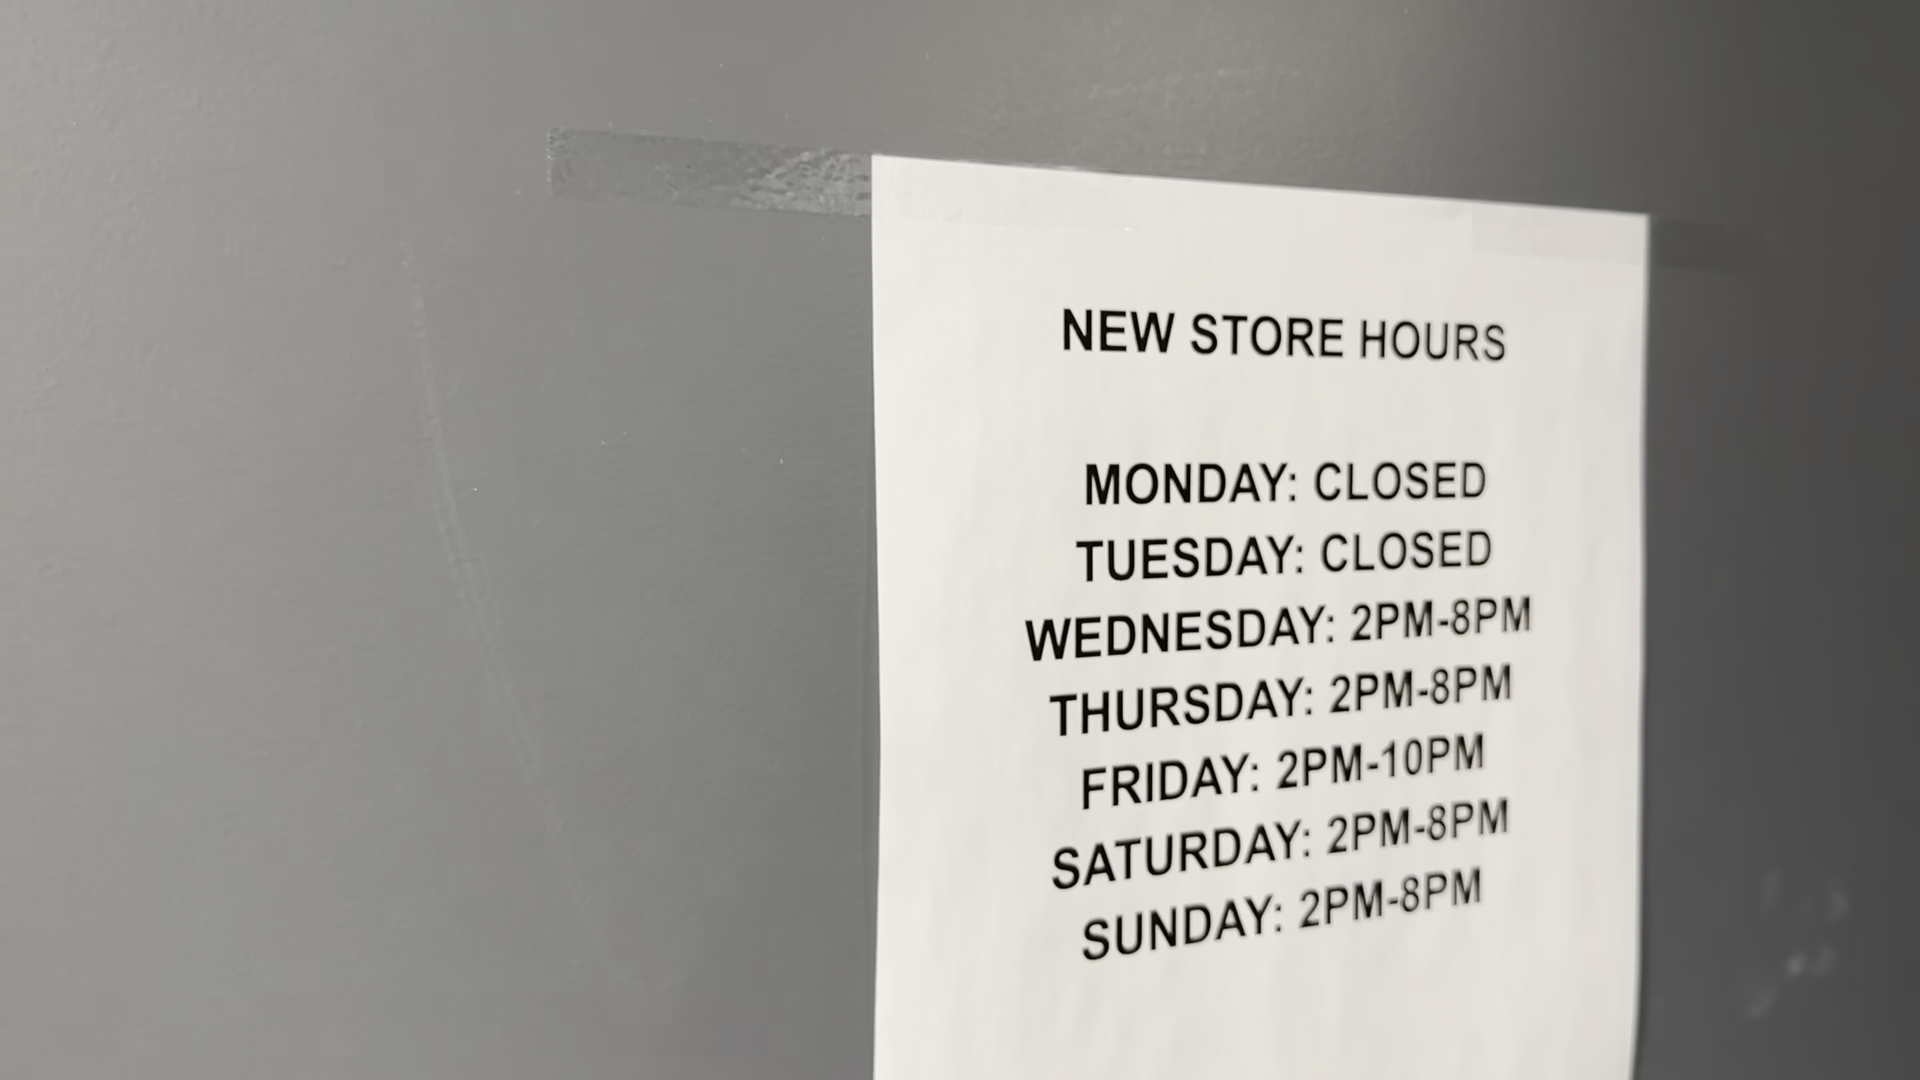 NEW STORE HOURS
MONDAY: CLOSED
TUESDAY: CLOSED
WEDNESDAY: 2PM-8PM
THURSDAY: 2PM-8PM
FRIDAY: 2PM-10PM
SATURDAY: 2PM-8PM
SUNDAY: 2PM-8PM